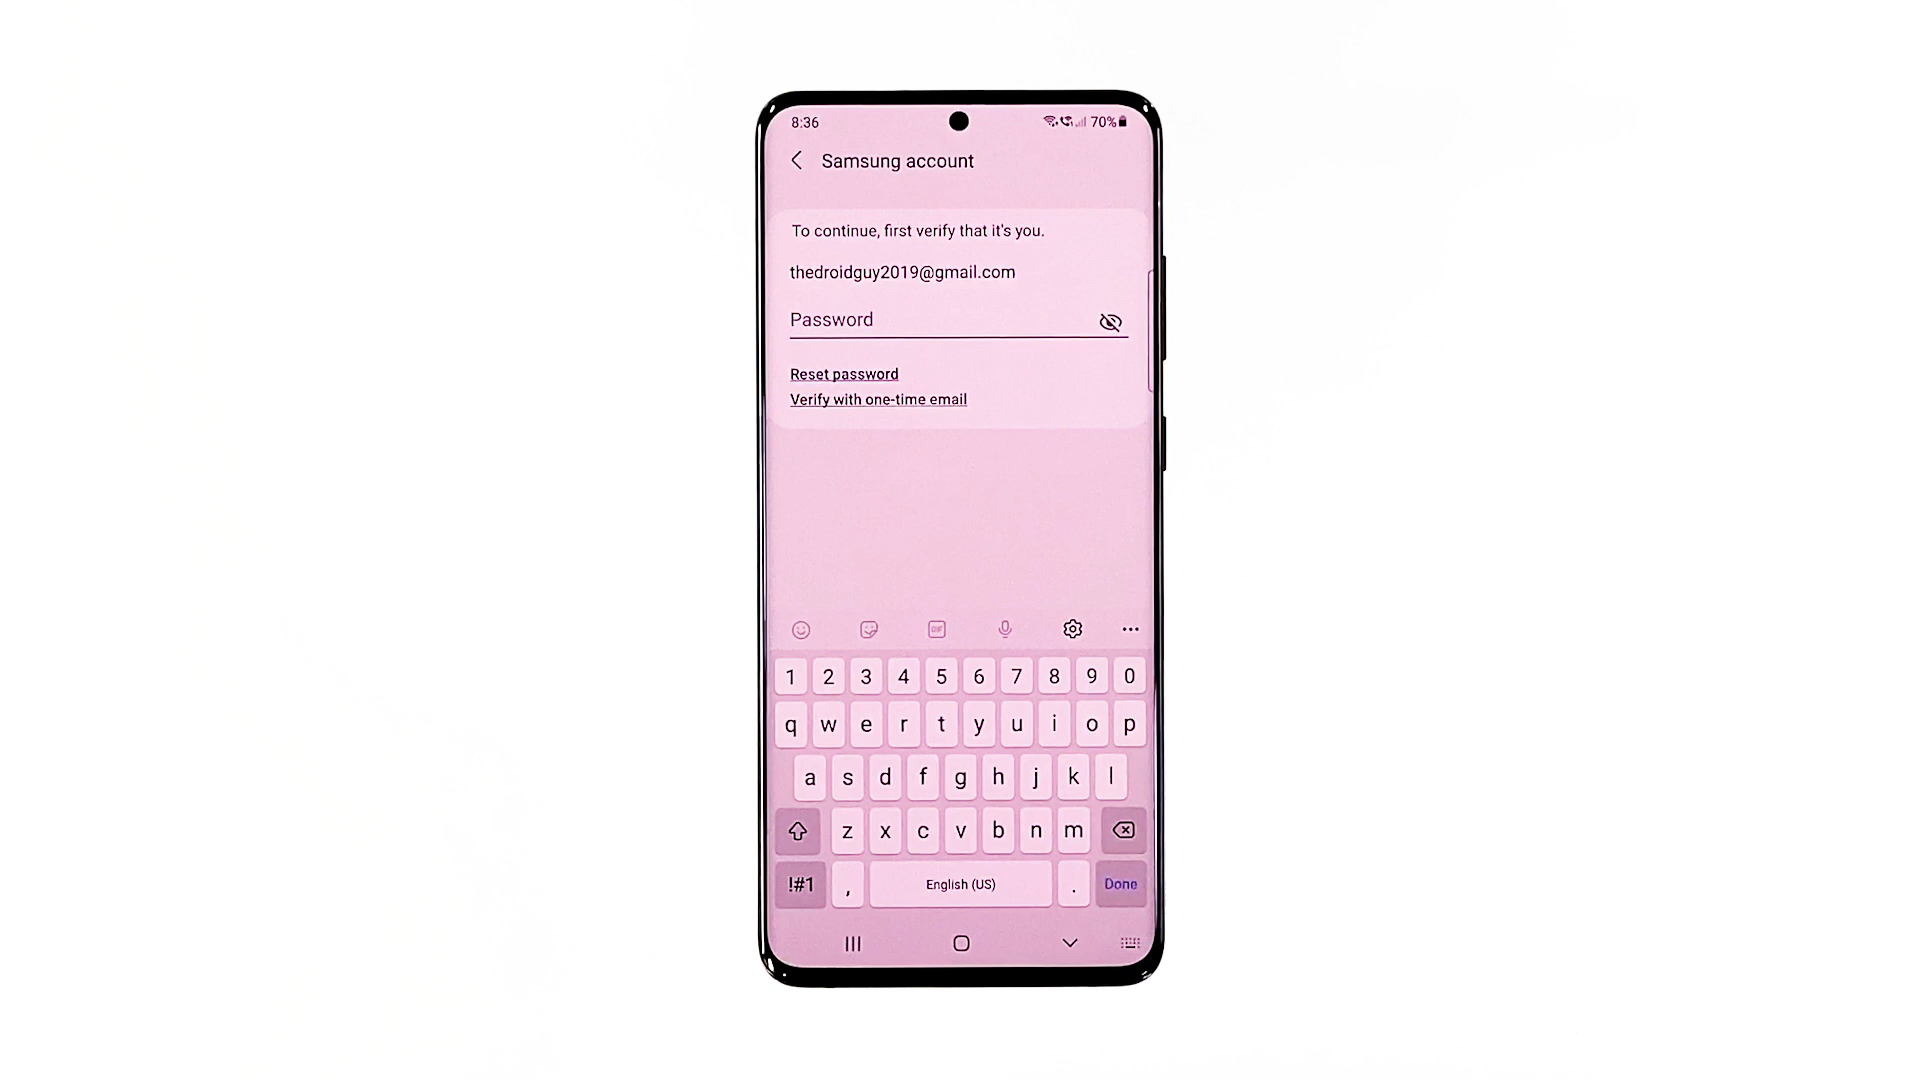 8:36 70%
Samsung account
To continue, first verify that it's you.
thedroidguy2019@gmail.com
Password
Reset password
Verify with one-time email
GIF
1 2 3 4 5 6 7 8 9 0
q w e r t y u i o p
a s d f g h j k l
z x c v b n m
!#1 , English (US) . Done